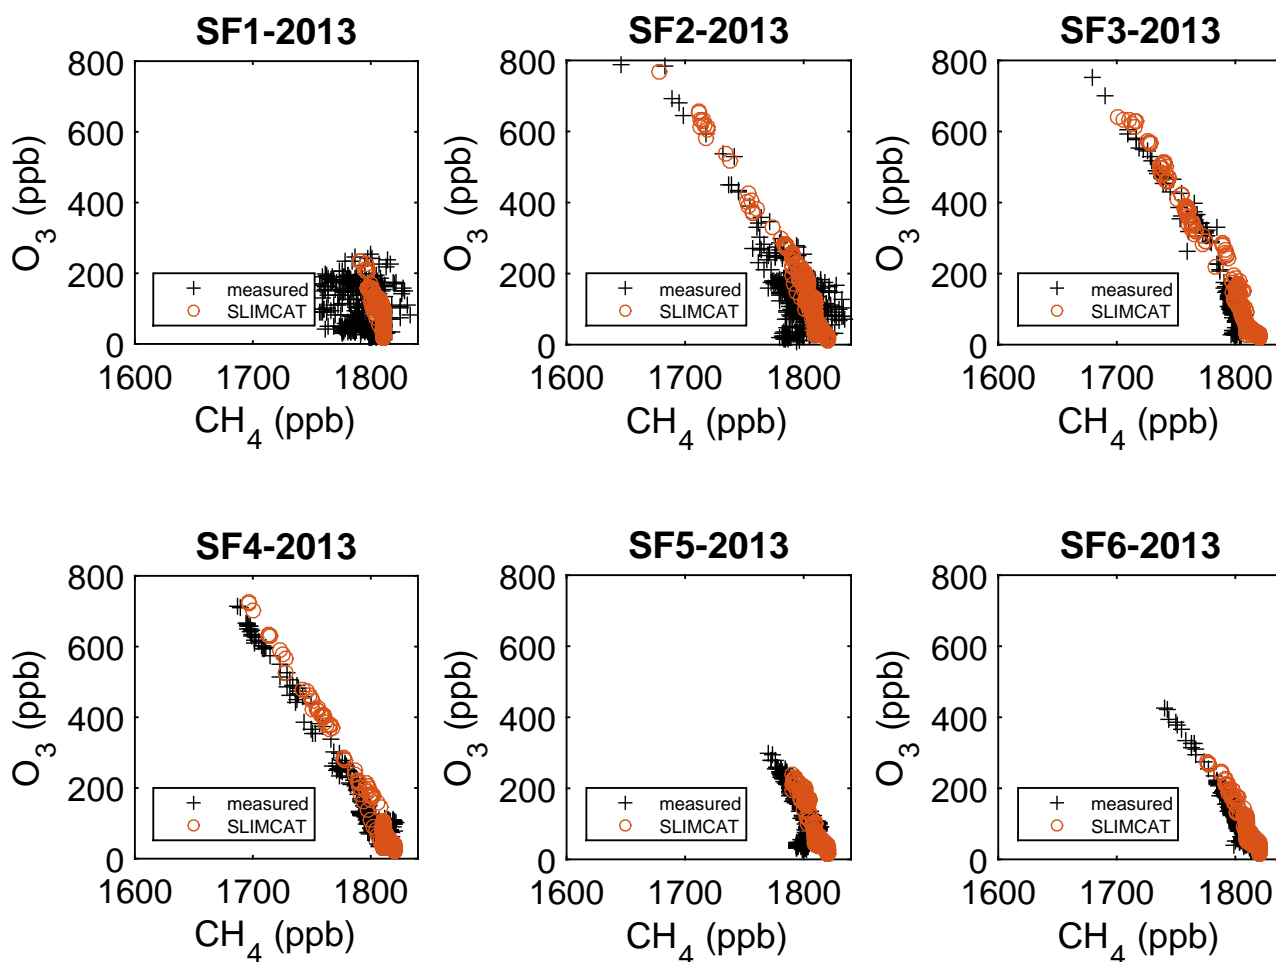 SF1-2013
800
600
400
200
0
O3 (ppb)
measured
SLIMCAT
1600 1700 1800
CH4 (ppb)
SF2-2013
800
600
400
200
0
O3 (ppb)
measured
SLIMCAT
1600 1700 1800
CH4 (ppb)
SF3-2013
800
600
400
200
0
O3 (ppb)
measured
SLIMCAT
1600 1700 1800
CH4 (ppb)
SF4-2013
800
600
400
200
0
O3 (ppb)
measured
SLIMCAT
1600 1700 1800
CH4 (ppb)
SF5-2013
800
600
400
200
0
O3 (ppb)
measured
SLIMCAT
1600 1700 1800
CH4 (ppb)
SF6-2013
800
600
400
200
0
O3 (ppb)
measured
SLIMCAT
1600 1700 1800
CH4 (ppb)